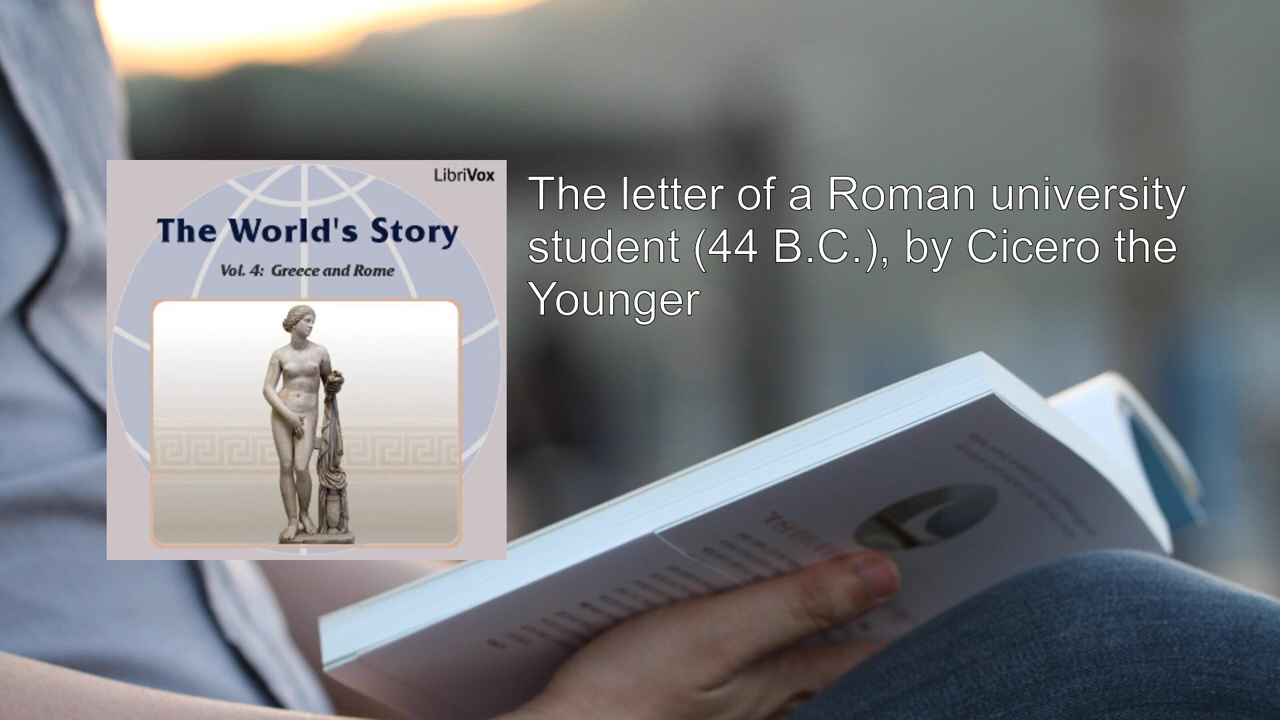 LibriVox
The World's Story
Vol. 4: Greece and Rome
The letter of a Roman university
student (44 B.C.), by Cicero the
Younger